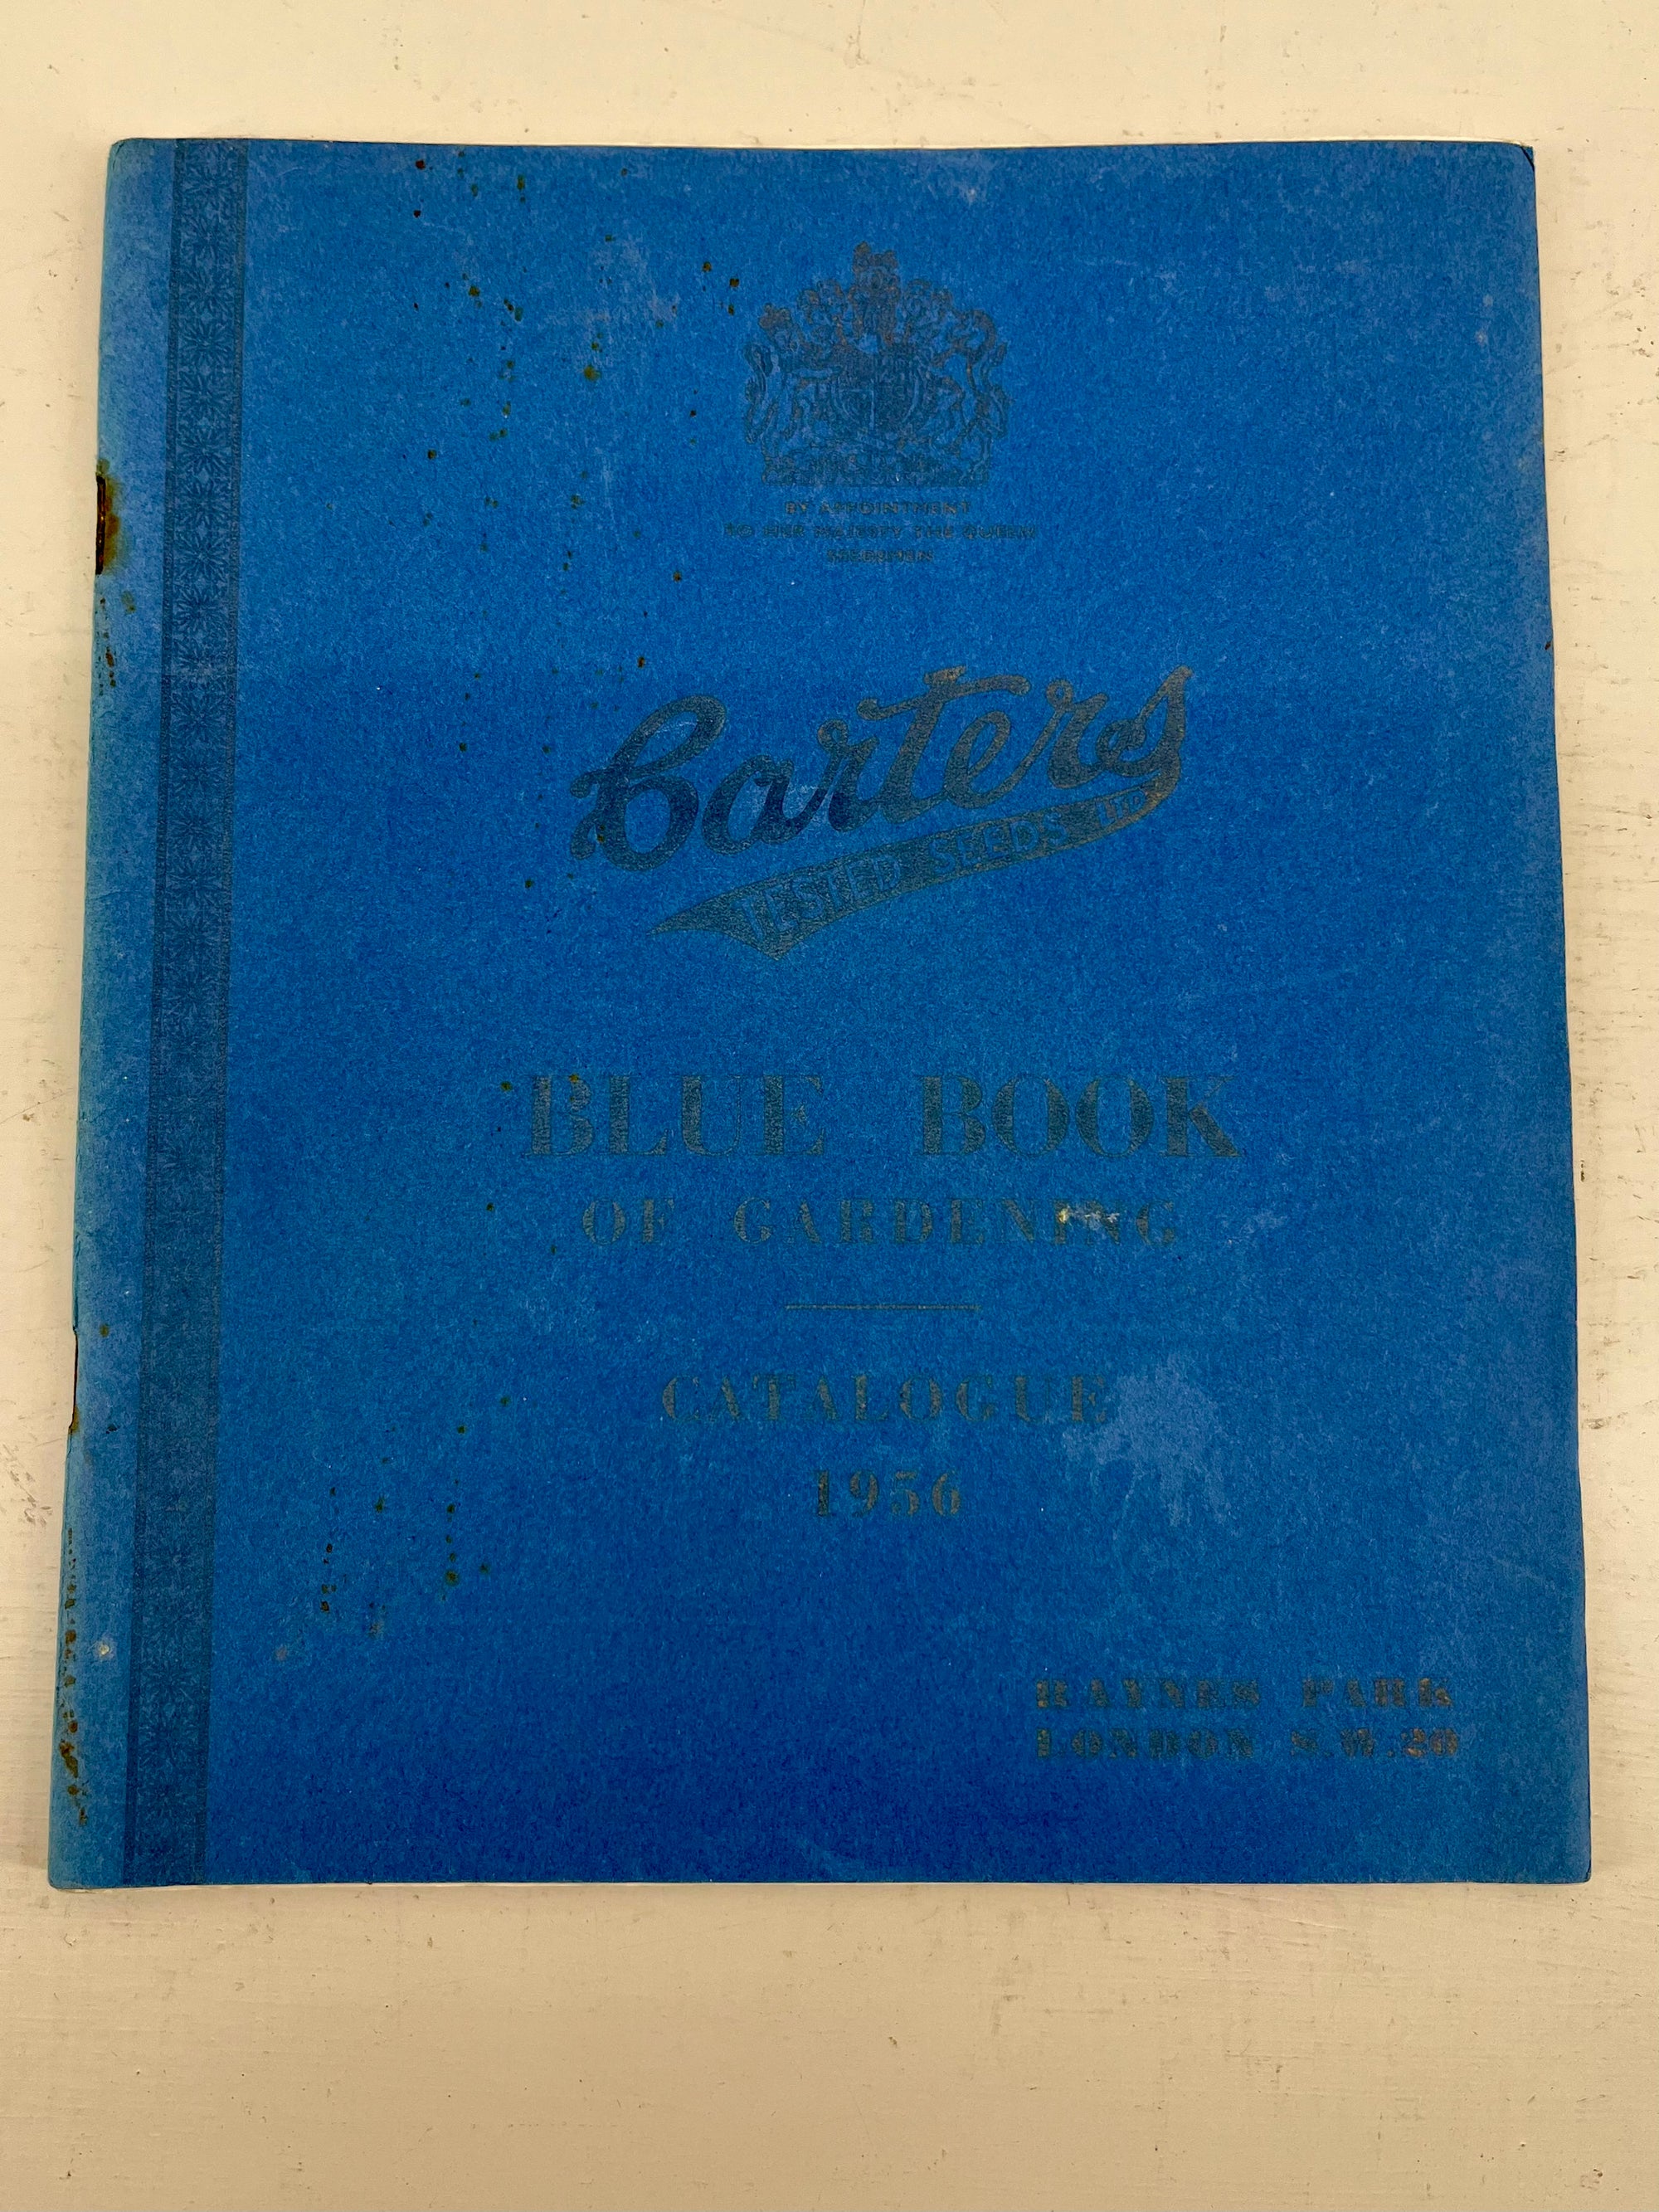 BY APPOINTMENT
TO HER MAJESTY THE QUEEN
SEEDSMEN
Carters
TESTED SEEDS LTD
BLUE BOOK
OF GARDENING
CATALOGUE
1956
RAYNES PARK
LONDON S.W.20